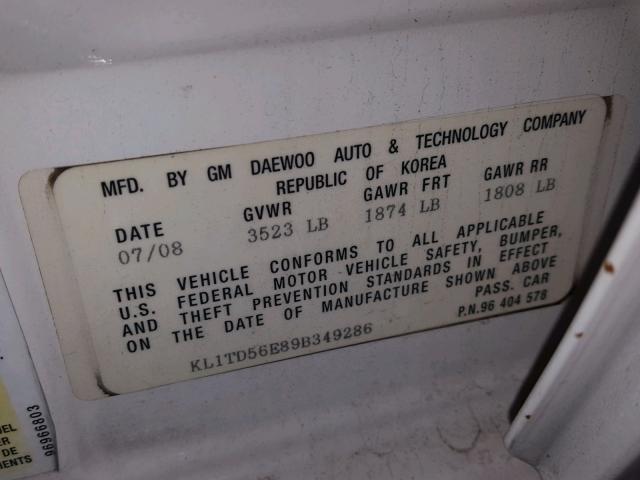 MFD. BY GM DAEWOO AUTO & TECHNOLOGY COMPANY
REPUBLIC OF KOREA
DATE GVWR GAWR FRT GAWR RR
07/08 3523 LB 1874 LB 1808 LB
THIS VEHICLE CONFORMS TO ALL APPLICABLE
U.S. FEDERAL MOTOR VEHICLE SAFETY, BUMPER,
AND THEFT PREVENTION STANDARDS IN EFFECT
ON THE DATE OF MANUFACTURE SHOWN ABOVE
PASS. CAR
KL1TD56E89B349286
P.N.96 404 578
96966803
DE